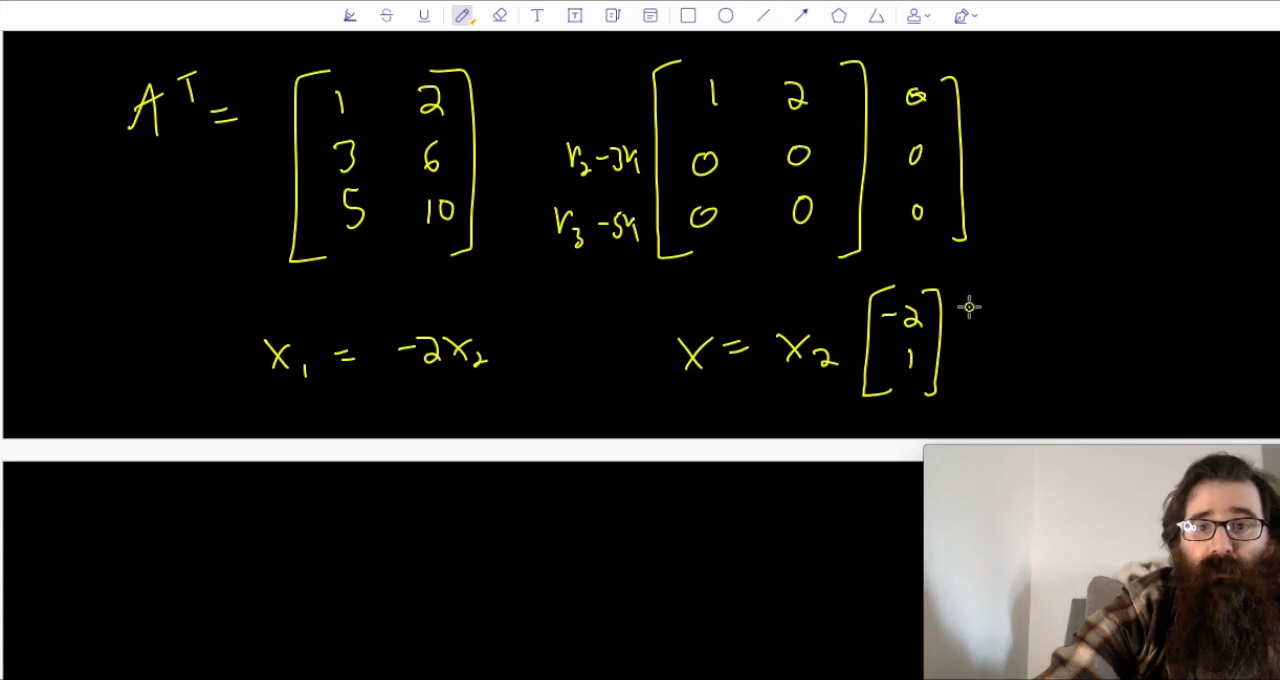 A^T = [1 2
3 6
5 10]
[1 2 | 0
r₂ - 3r₁ 0 0 | 0
r₃ - 5r₁ 0 0 | 0]
x₁ = -2x₂
x = x₂ [-2
1]